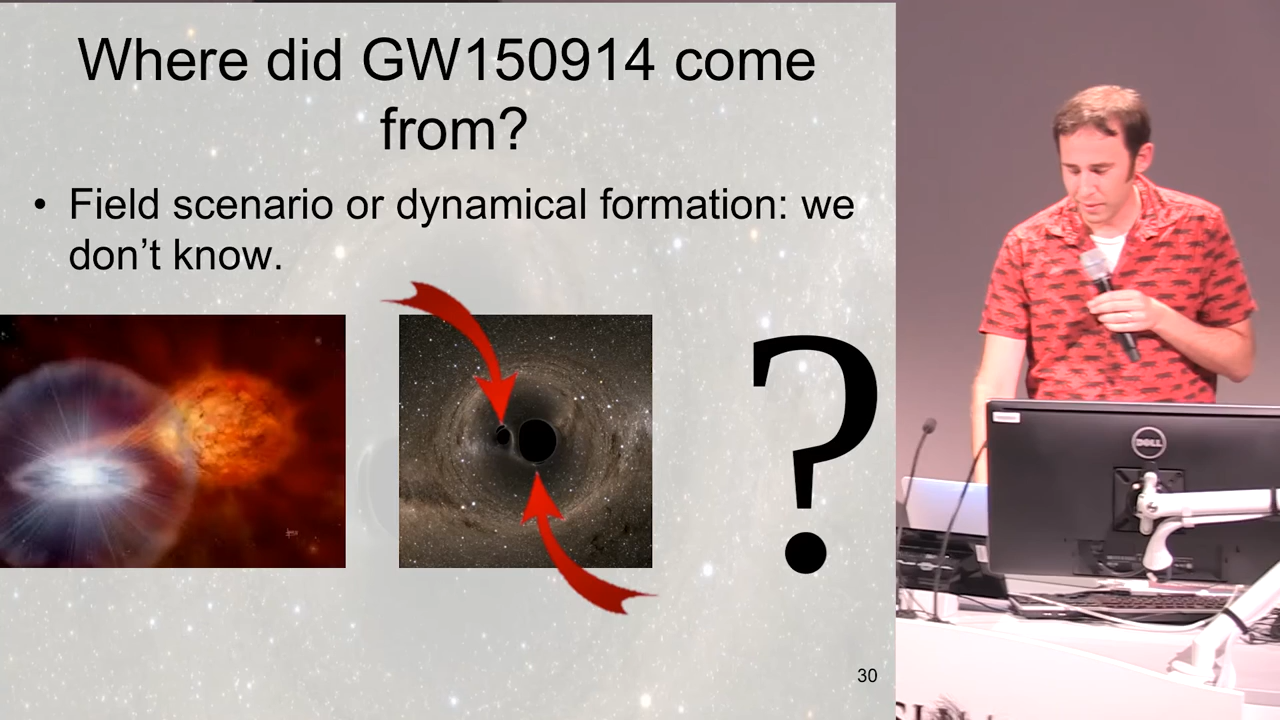 Where did GW150914 come
from?
• Field scenario or dynamical formation: we
don’t know.
?
30
DELL